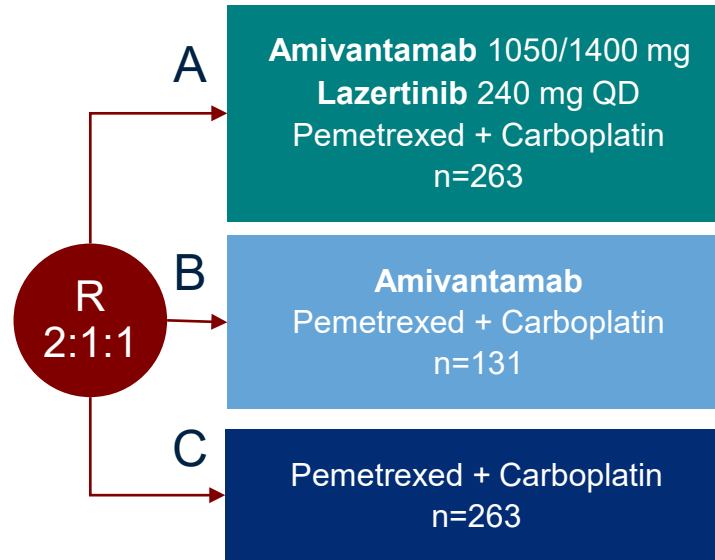 A
Amivantamab 1050/1400 mg
Lazertinib 240 mg QD
Pemetrexed + Carboplatin
n=263
R
2:1:1
B
Amivantamab
Pemetrexed + Carboplatin
n=131
C
Pemetrexed + Carboplatin
n=263